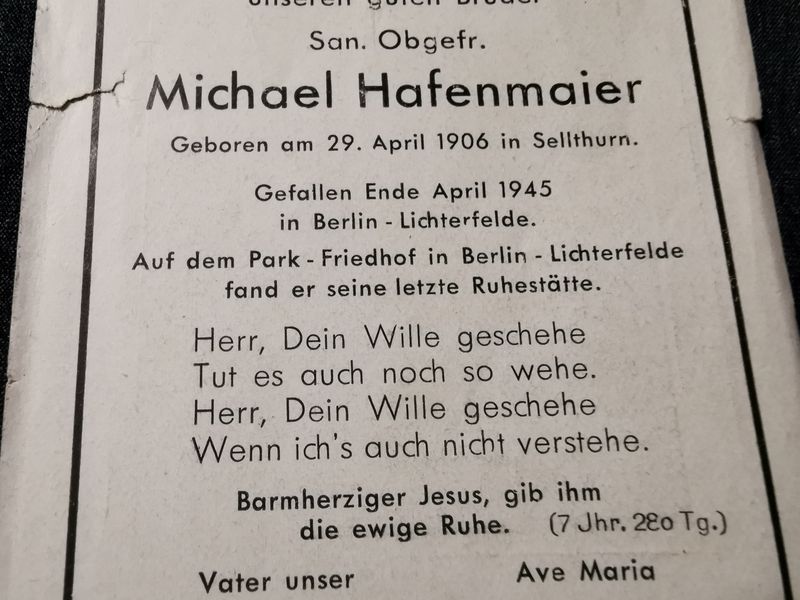 unseren guten Bruder
San. Obgefr.
Michael Hafenmaier
Geboren am 29. April 1906 in Sellthurn.
Gefallen Ende April 1945
in Berlin - Lichterfelde.
Auf dem Park - Friedhof in Berlin - Lichterfelde
fand er seine letzte Ruhestätte.
Herr, Dein Wille geschehe
Tut es auch noch so wehe.
Herr, Dein Wille geschehe
Wenn ich's auch nicht verstehe.
Barmherziger Jesus, gib ihm
die ewige Ruhe. (7 Jhr. 280 Tg.)
Vater unser Ave Maria